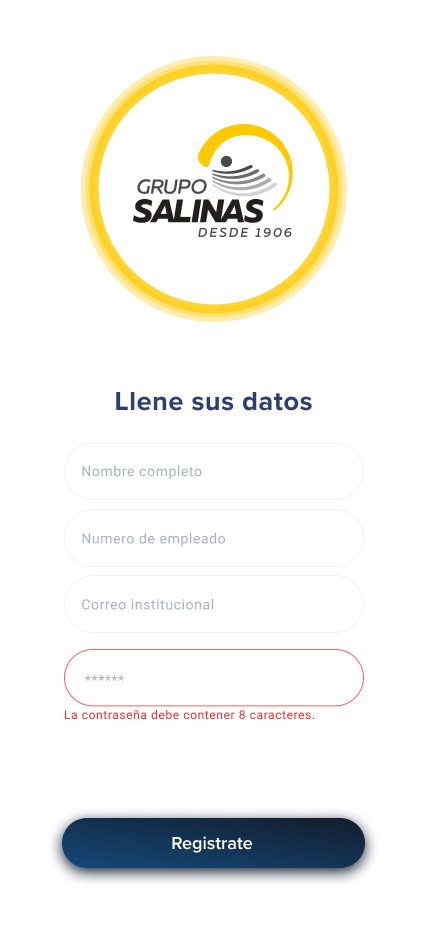 GRUPO
SALINAS
DESDE 1906
Llene sus datos
Nombre completo
Numero de empleado
Correo institucional
******
La contraseña debe contener 8 caracteres.
Registrate